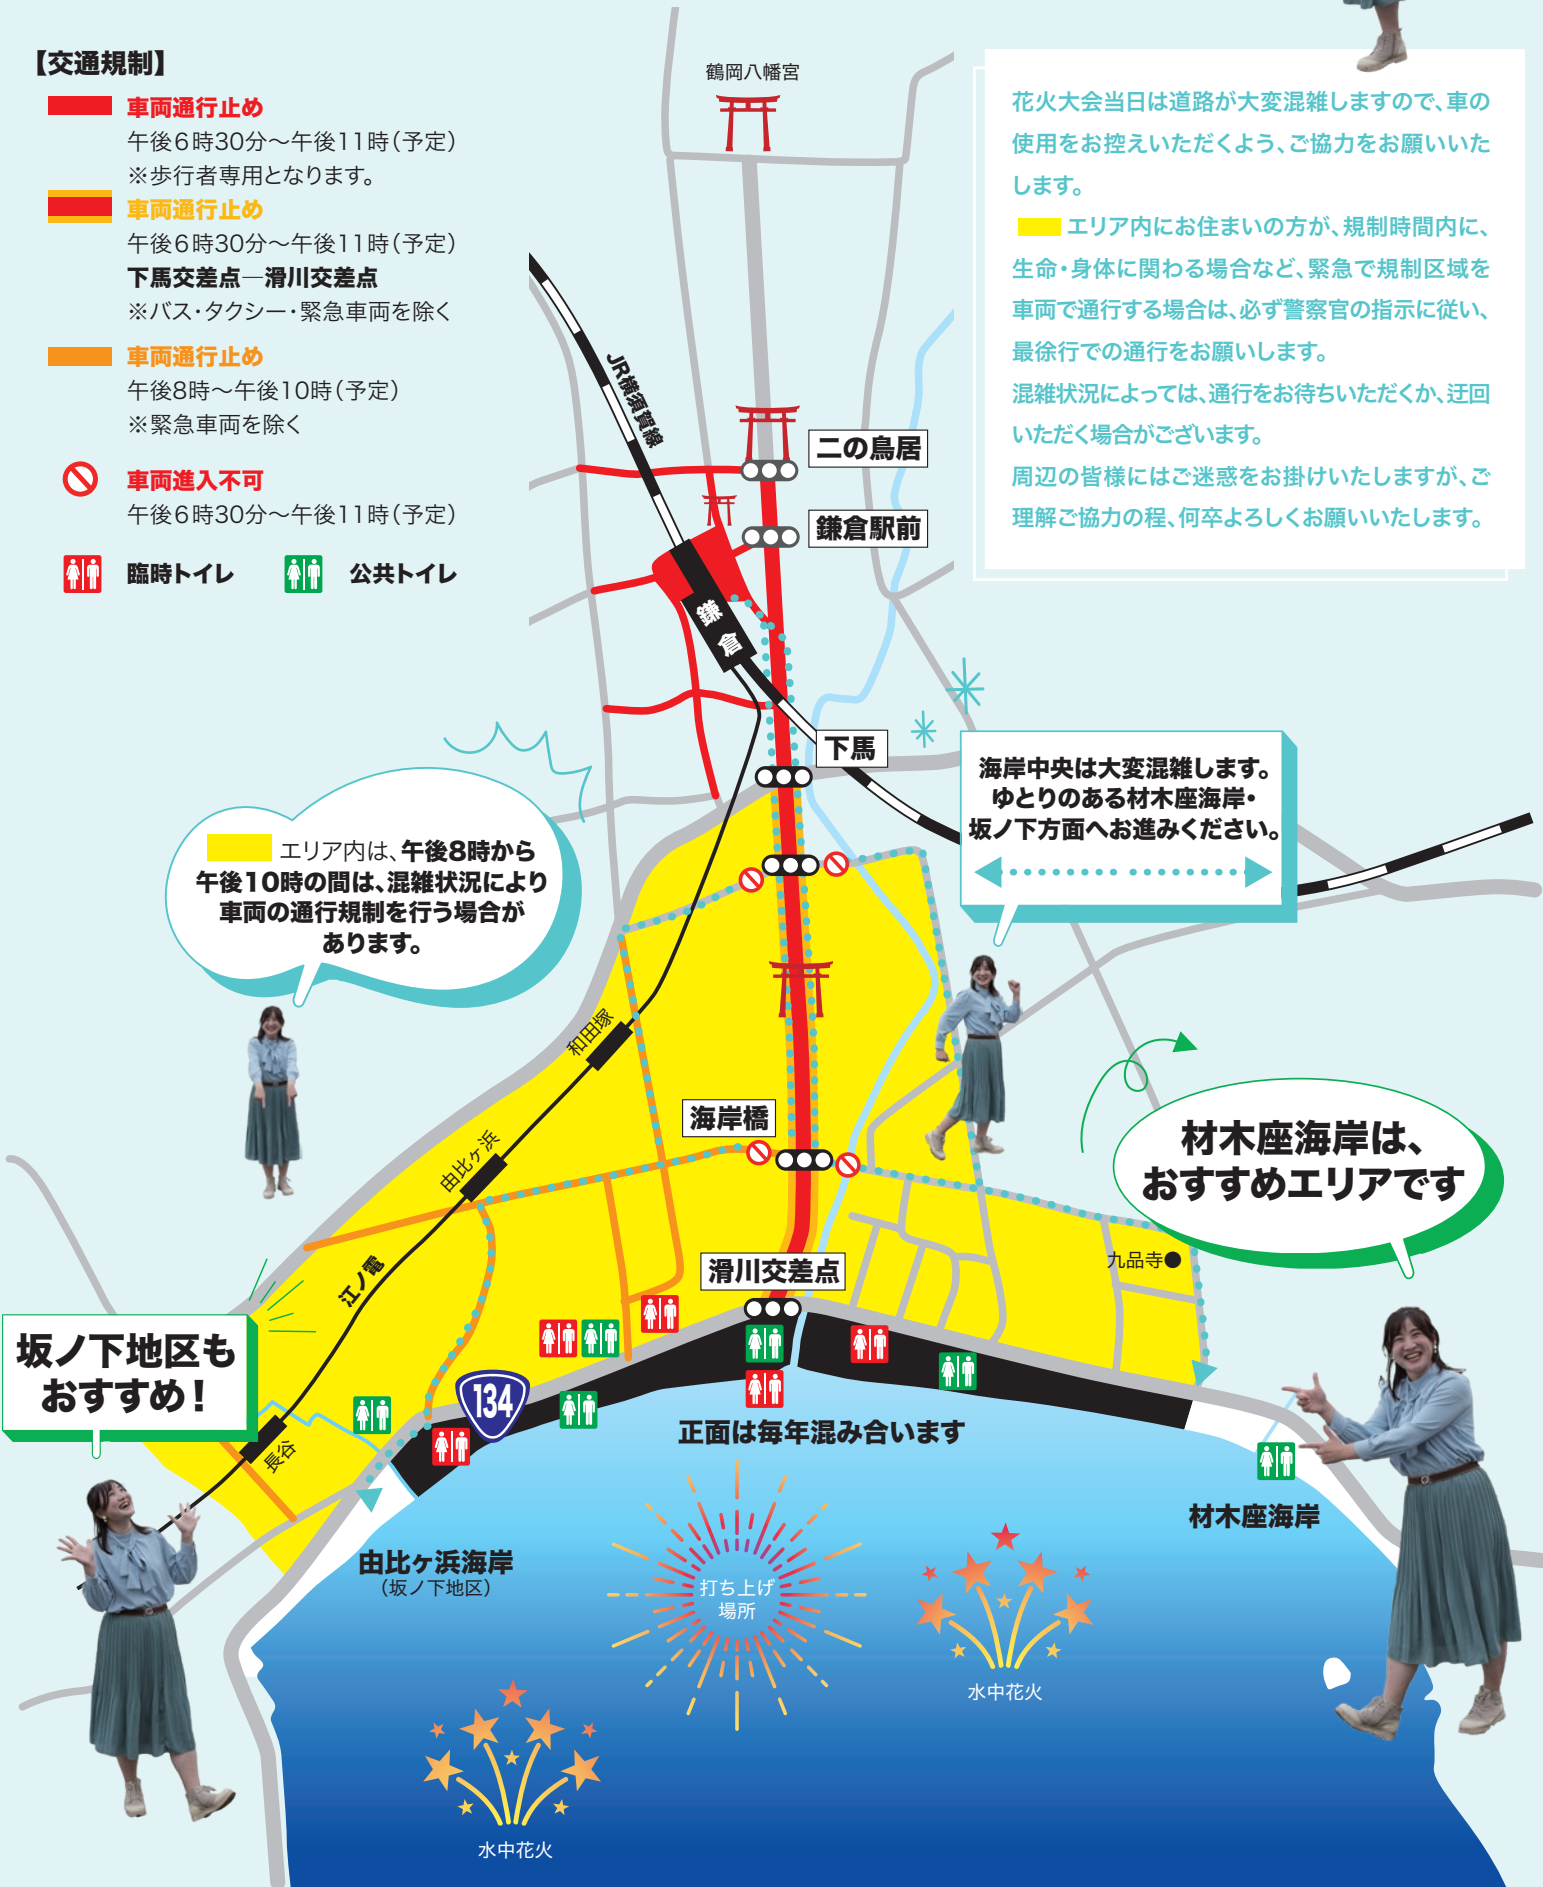 【交通規制】
車両通行止め
午後6時30分～午後11時（予定）
※歩行者専用となります。
車両通行止め
午後6時30分～午後11時（予定）
下馬交差点―滑川交差点
※バス・タクシー・緊急車両を除く
車両通行止め
午後8時～午後10時（予定）
※緊急車両を除く
車両進入不可
午後6時30分～午後11時（予定）
臨時トイレ
公共トイレ
花火大会当日は道路が大変混雑しますので、車の
使用をお控えいただくよう、ご協力をお願いいた
します。
エリア内にお住まいの方が、規制時間内に、
生命・身体に関わる場合など、緊急で規制区域を
車両で通行する場合は、必ず警察官の指示に従い、
最徐行での通行をお願いします。
混雑状況によっては、通行をお待ちいただくか、迂回
いただく場合がございます。
周辺の皆様にはご迷惑をお掛けいたしますが、ご
理解ご協力の程、何卒よろしくお願いいたします。
鶴岡八幡宮
JR横須賀線
二の鳥居
鎌倉駅前
鎌倉
下馬
海岸中央は大変混雑します。
ゆとりのある材木座海岸・
坂ノ下方面へお進みください。
エリア内は、午後8時から
午後10時の間は、混雑状況により
車両の通行規制を行う場合が
あります。
和田塚
海岸橋
由比ヶ浜
材木座海岸は、
おすすめエリアです
九品寺
滑川交差点
江ノ電
坂ノ下地区も
おすすめ！
134
長谷
正面は毎年混み合います
材木座海岸
由比ヶ浜海岸
（坂ノ下地区）
打ち上げ
場所
水中花火
水中花火